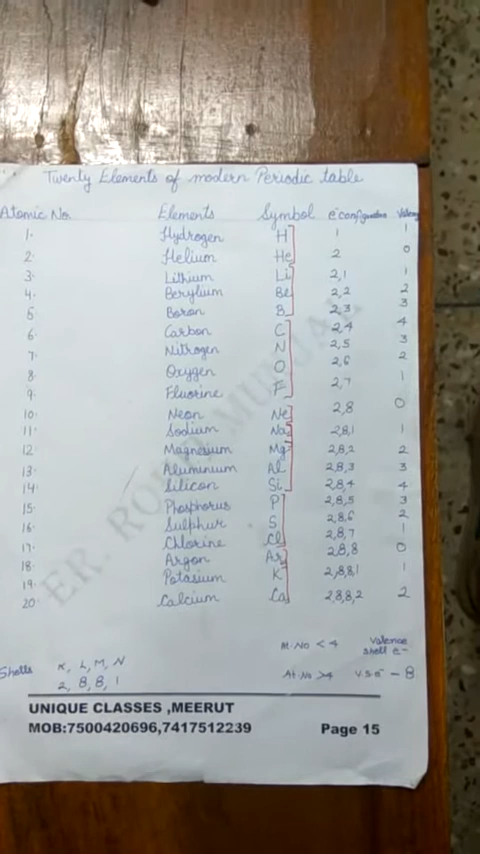 Twenty Elements of modern Periodic table
Atomic No. Elements Symbol e⁻configuration Valency
1. Hydrogen H 1 1
2. Helium He 2 0
3. Lithium Li 2,1 1
4. Berylium Be 2,2 2
5. Boron B 2,3 3
6. Carbon C 2,4 4
7. Nitrogen N 2,5 3
8. Oxygen O 2,6 2
9. Fluorine F 2,7 1
10. Neon Ne 2,8 0
11. Sodium Na 2,8,1 1
12. Magnesium Mg 2,8,2 2
13. Aluminium Al 2,8,3 3
14. Silicon Si 2,8,4 4
15. Phosphorus P 2,8,5 3
16. Sulphur S 2,8,6 2
17. Chlorine Cl 2,8,7 1
18. Argon Ar 2,8,8 0
19. Potasium K 2,8,8,1 1
20. Calcium Ca 2,8,8,2 2
At.No < 4 Valence shell e⁻
Shells K, L, M, N
2, 8, 8, 1
At.No >4 V.S.e⁻ - 8
UNIQUE CLASSES ,MEERUT
MOB:7500420696,7417512239 Page 15